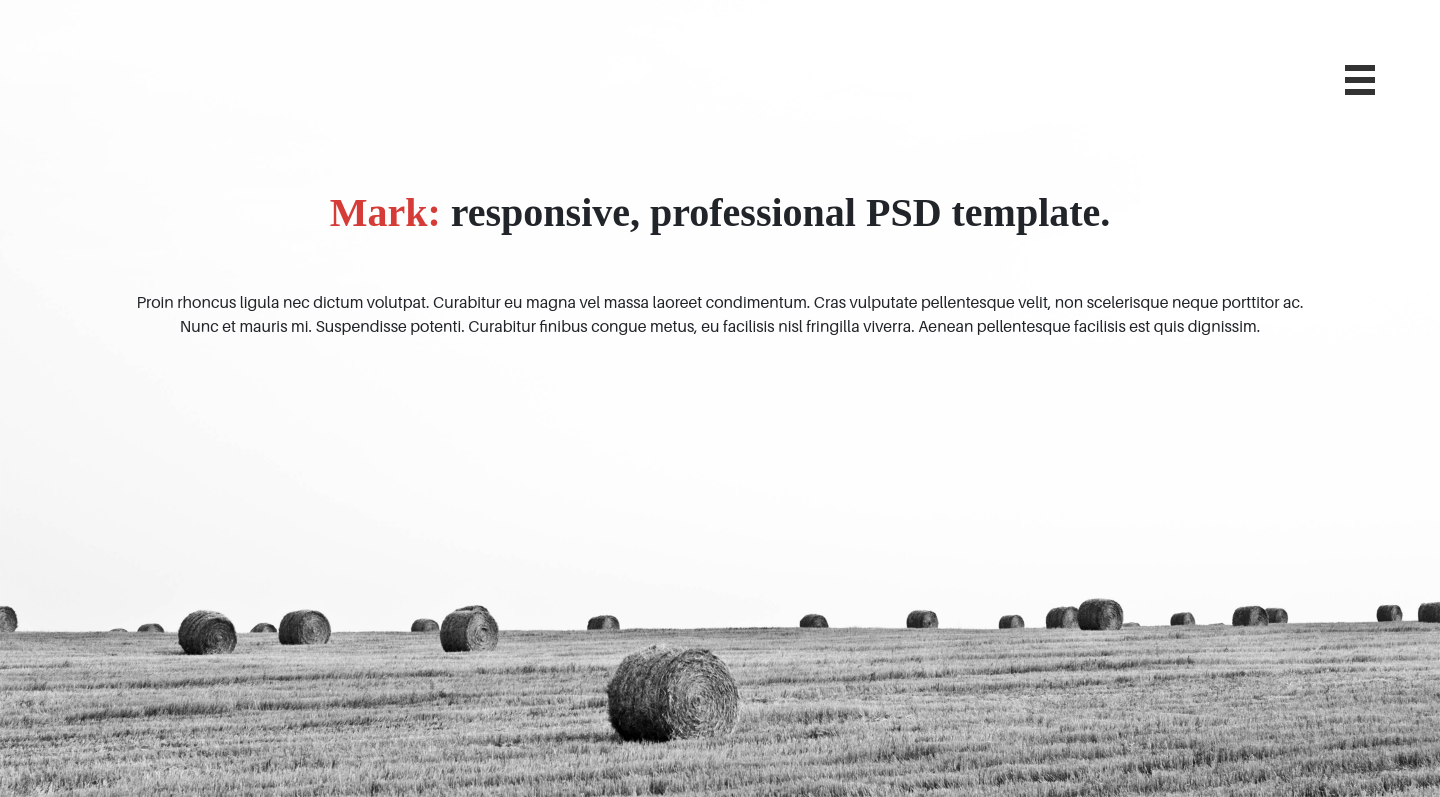 Mark: responsive, professional PSD template.
Proin rhoncus ligula nec dictum volutpat. Curabitur eu magna vel massa laoreet condimentum. Cras vulputate pellentesque velit, non scelerisque neque porttitor ac.
Nunc et mauris mi. Suspendisse potenti. Curabitur finibus congue metus, eu facilisis nisl fringilla viverra. Aenean pellentesque facilisis est quis dignissim.